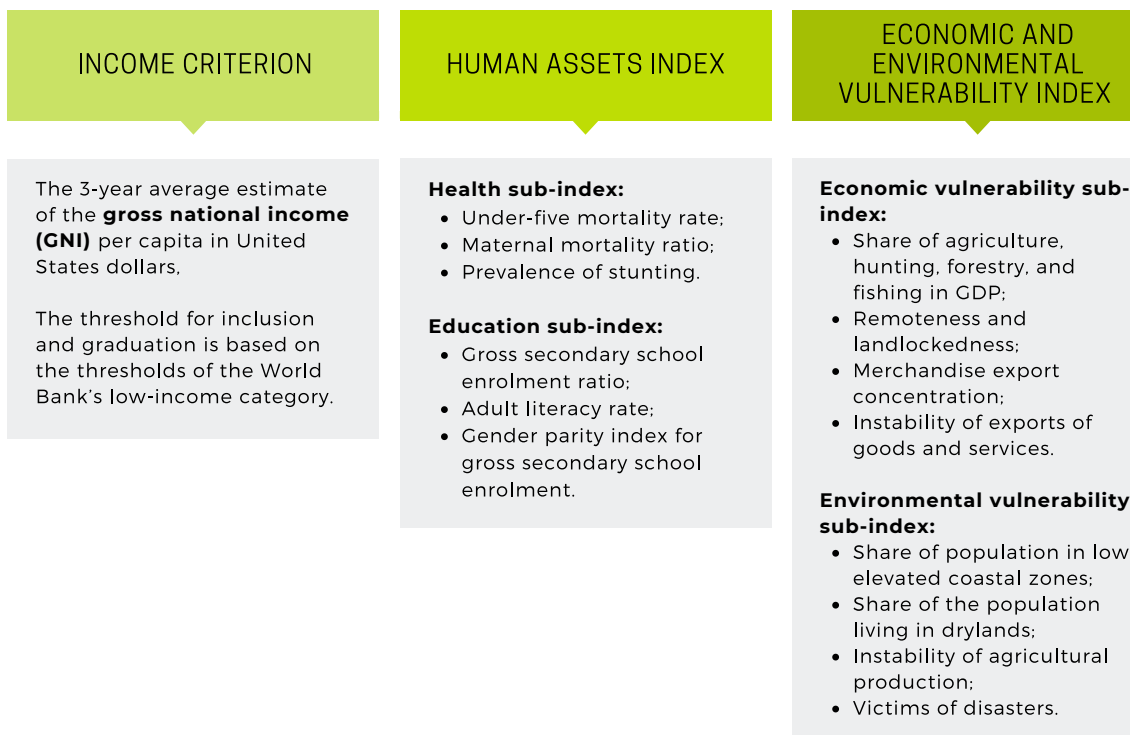 INCOME CRITERION
The 3-year average estimate
of the gross national income
(GNI) per capita in United
States dollars,
The threshold for inclusion
and graduation is based on
the thresholds of the World
Bank's low-income category.
HUMAN ASSETS INDEX
Health sub-index:
• Under-five mortality rate;
• Maternal mortality ratio;
• Prevalence of stunting.
Education sub-index:
• Gross secondary school
enrolment ratio;
• Adult literacy rate;
• Gender parity index for
gross secondary school
enrolment.
ECONOMIC AND
ENVIRONMENTAL
VULNERABILITY INDEX
Economic vulnerability sub-
index:
• Share of agriculture,
hunting, forestry, and
fishing in GDP;
• Remoteness and
landlockedness;
• Merchandise export
concentration;
• Instability of exports of
goods and services.
Environmental vulnerability
sub-index:
• Share of population in low
elevated coastal zones;
• Share of the population
living in drylands;
• Instability of agricultural
production;
• Victims of disasters.